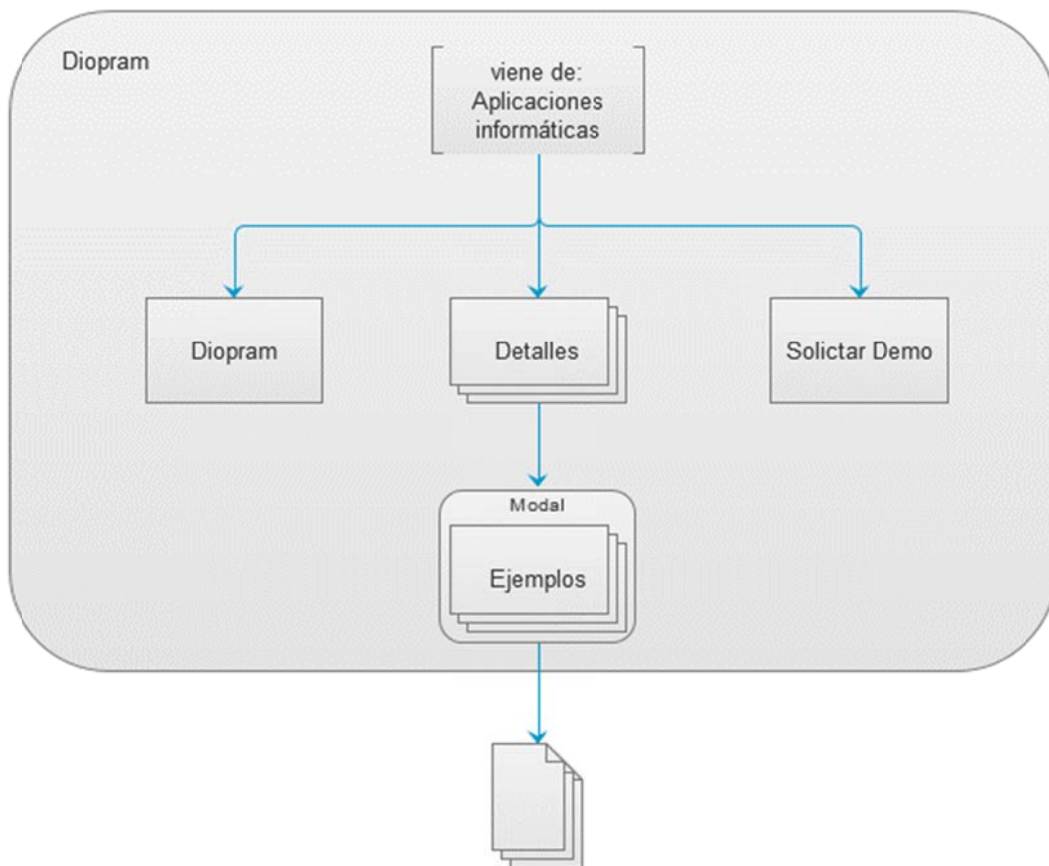 Diopram
viene de:
Aplicaciones
informáticas
Diopram
Detalles
Solictar Demo
Modal
Ejemplos